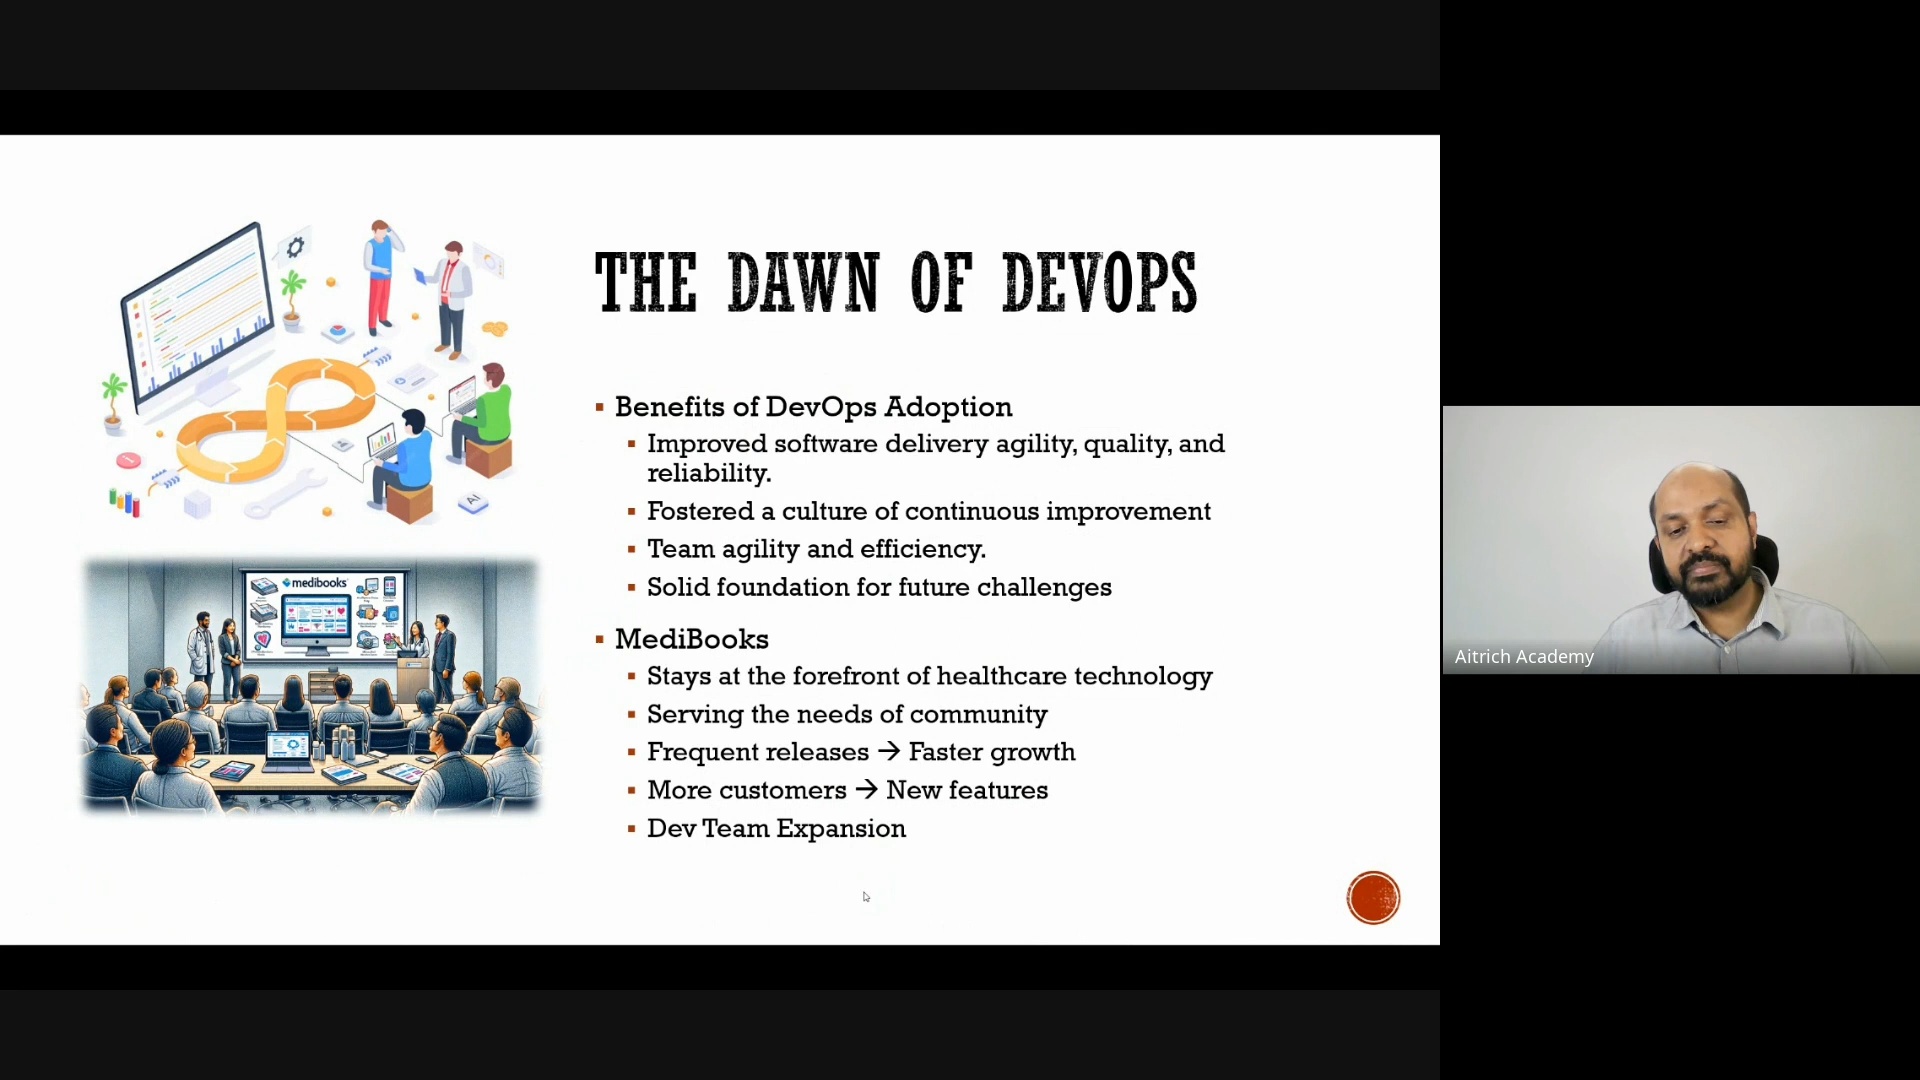 THE DAWN OF DEVOPS
Benefits of DevOps Adoption
Improved software delivery agility, quality, and
reliability.
Fostered a culture of continuous improvement
Team agility and efficiency.
Solid foundation for future challenges
MediBooks
Stays at the forefront of healthcare technology
Serving the needs of community
Frequent releases → Faster growth
More customers → New features
Dev Team Expansion
AI
medibooks
Aitrich Academy